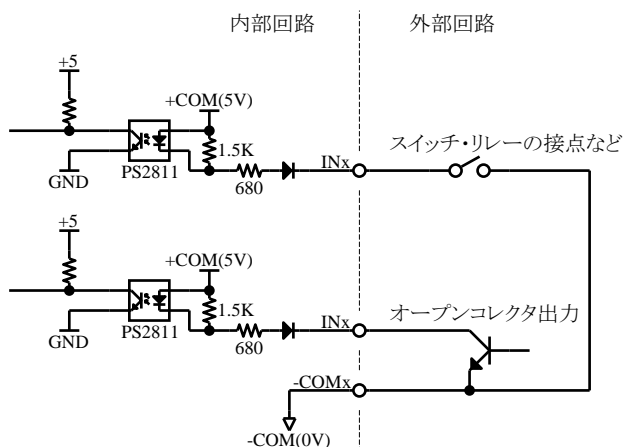 内部回路
外部回路
+5
+COM(5V)
1.5K
スイッチ・リレーの接点など
INx
GND
PS2811
680
+5
+COM(5V)
1.5K
オープンコレクタ出力
INx
GND
PS2811
680
-COMx
-COM(0V)